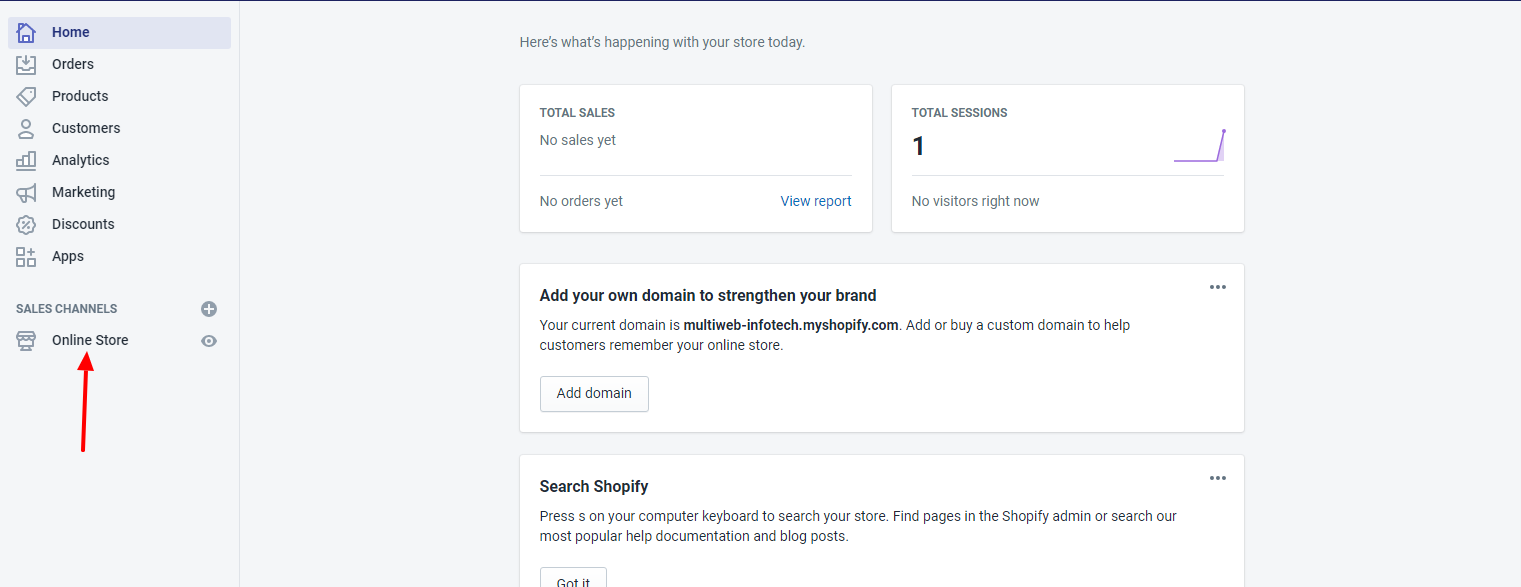 Home
Orders
Products
Customers
Analytics
Marketing
Discounts
Apps
SALES CHANNELS
Online Store
Here's what's happening with your store today.
TOTAL SALES
No sales yet
No orders yet
View report
TOTAL SESSIONS
1
No visitors right now
Add your own domain to strengthen your brand
Your current domain is multiweb-infotech.myshopify.com. Add or buy a custom domain to help
customers remember your online store.
Add domain
Search Shopify
Press s on your computer keyboard to search your store. Find pages in the Shopify admin or search our
most popular help documentation and blog posts.
Got it